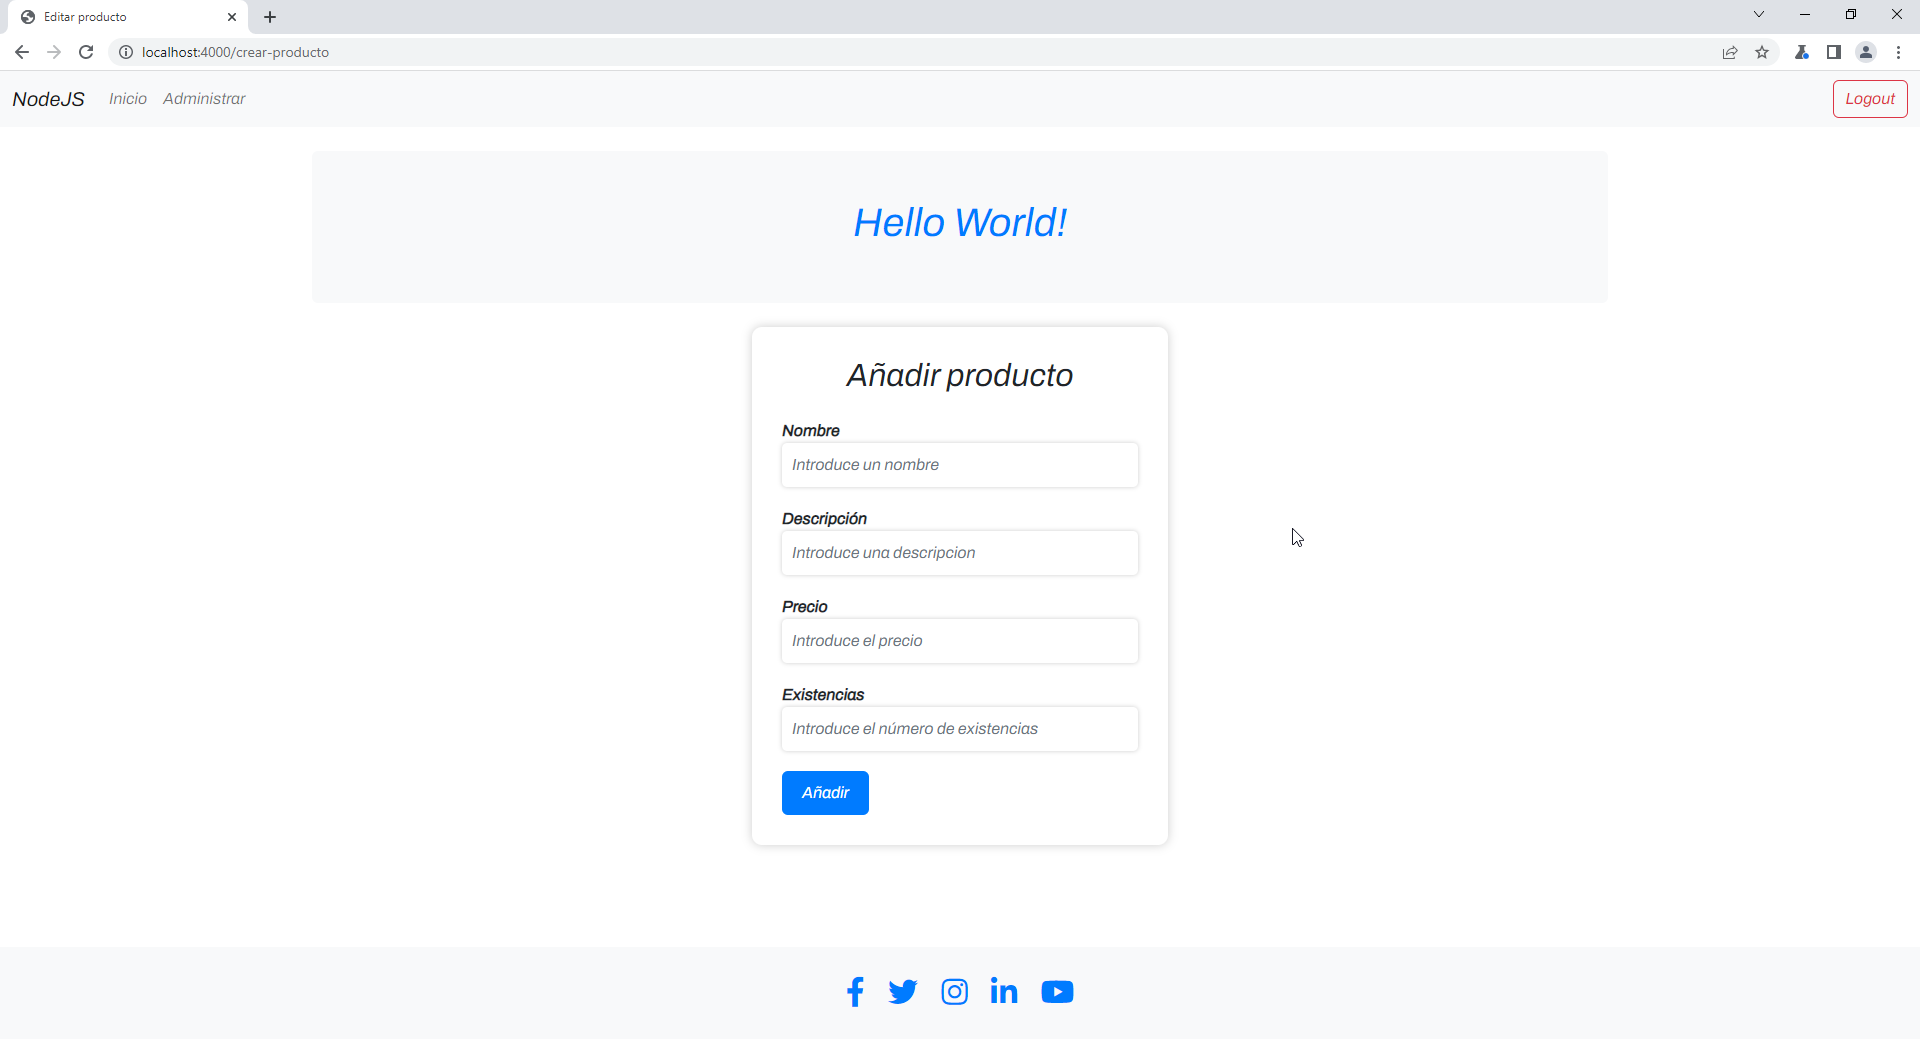 Editar producto
localhost:4000/crear-producto
NodeJS Inicio Administrar Logout
Hello World!
Añadir producto
Nombre
Introduce un nombre
Descripción
Introduce una descripcion
Precio
Introduce el precio
Existencias
Introduce el número de existencias
Añadir